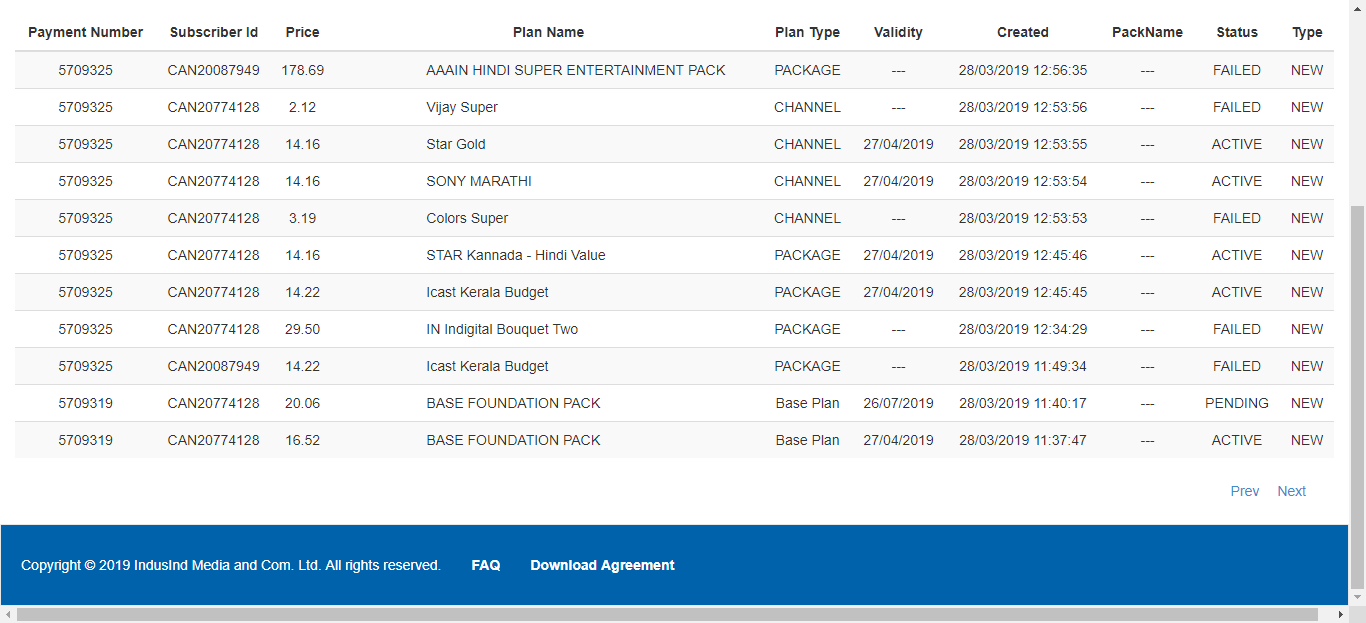 Payment Number Subscriber Id Price Plan Name Plan Type Validity Created PackName Status Type
5709325 CAN20087949 178.69 AAAIN HINDI SUPER ENTERTAINMENT PACK PACKAGE --- 28/03/2019 12:56:35 --- FAILED NEW
5709325 CAN20774128 2.12 Vijay Super CHANNEL --- 28/03/2019 12:53:56 --- FAILED NEW
5709325 CAN20774128 14.16 Star Gold CHANNEL 27/04/2019 28/03/2019 12:53:55 --- ACTIVE NEW
5709325 CAN20774128 14.16 SONY MARATHI CHANNEL 27/04/2019 28/03/2019 12:53:54 --- ACTIVE NEW
5709325 CAN20774128 3.19 Colors Super CHANNEL --- 28/03/2019 12:53:53 --- FAILED NEW
5709325 CAN20774128 14.16 STAR Kannada - Hindi Value PACKAGE 27/04/2019 28/03/2019 12:45:46 --- ACTIVE NEW
5709325 CAN20774128 14.22 Icast Kerala Budget PACKAGE 27/04/2019 28/03/2019 12:45:45 --- ACTIVE NEW
5709325 CAN20774128 29.50 IN Indigital Bouquet Two PACKAGE --- 28/03/2019 12:34:29 --- FAILED NEW
5709325 CAN20087949 14.22 Icast Kerala Budget PACKAGE --- 28/03/2019 11:49:34 --- FAILED NEW
5709319 CAN20774128 20.06 BASE FOUNDATION PACK Base Plan 26/07/2019 28/03/2019 11:40:17 --- PENDING NEW
5709319 CAN20774128 16.52 BASE FOUNDATION PACK Base Plan 27/04/2019 28/03/2019 11:37:47 --- ACTIVE NEW
Prev Next
Copyright © 2019 IndusInd Media and Com. Ltd. All rights reserved. FAQ Download Agreement